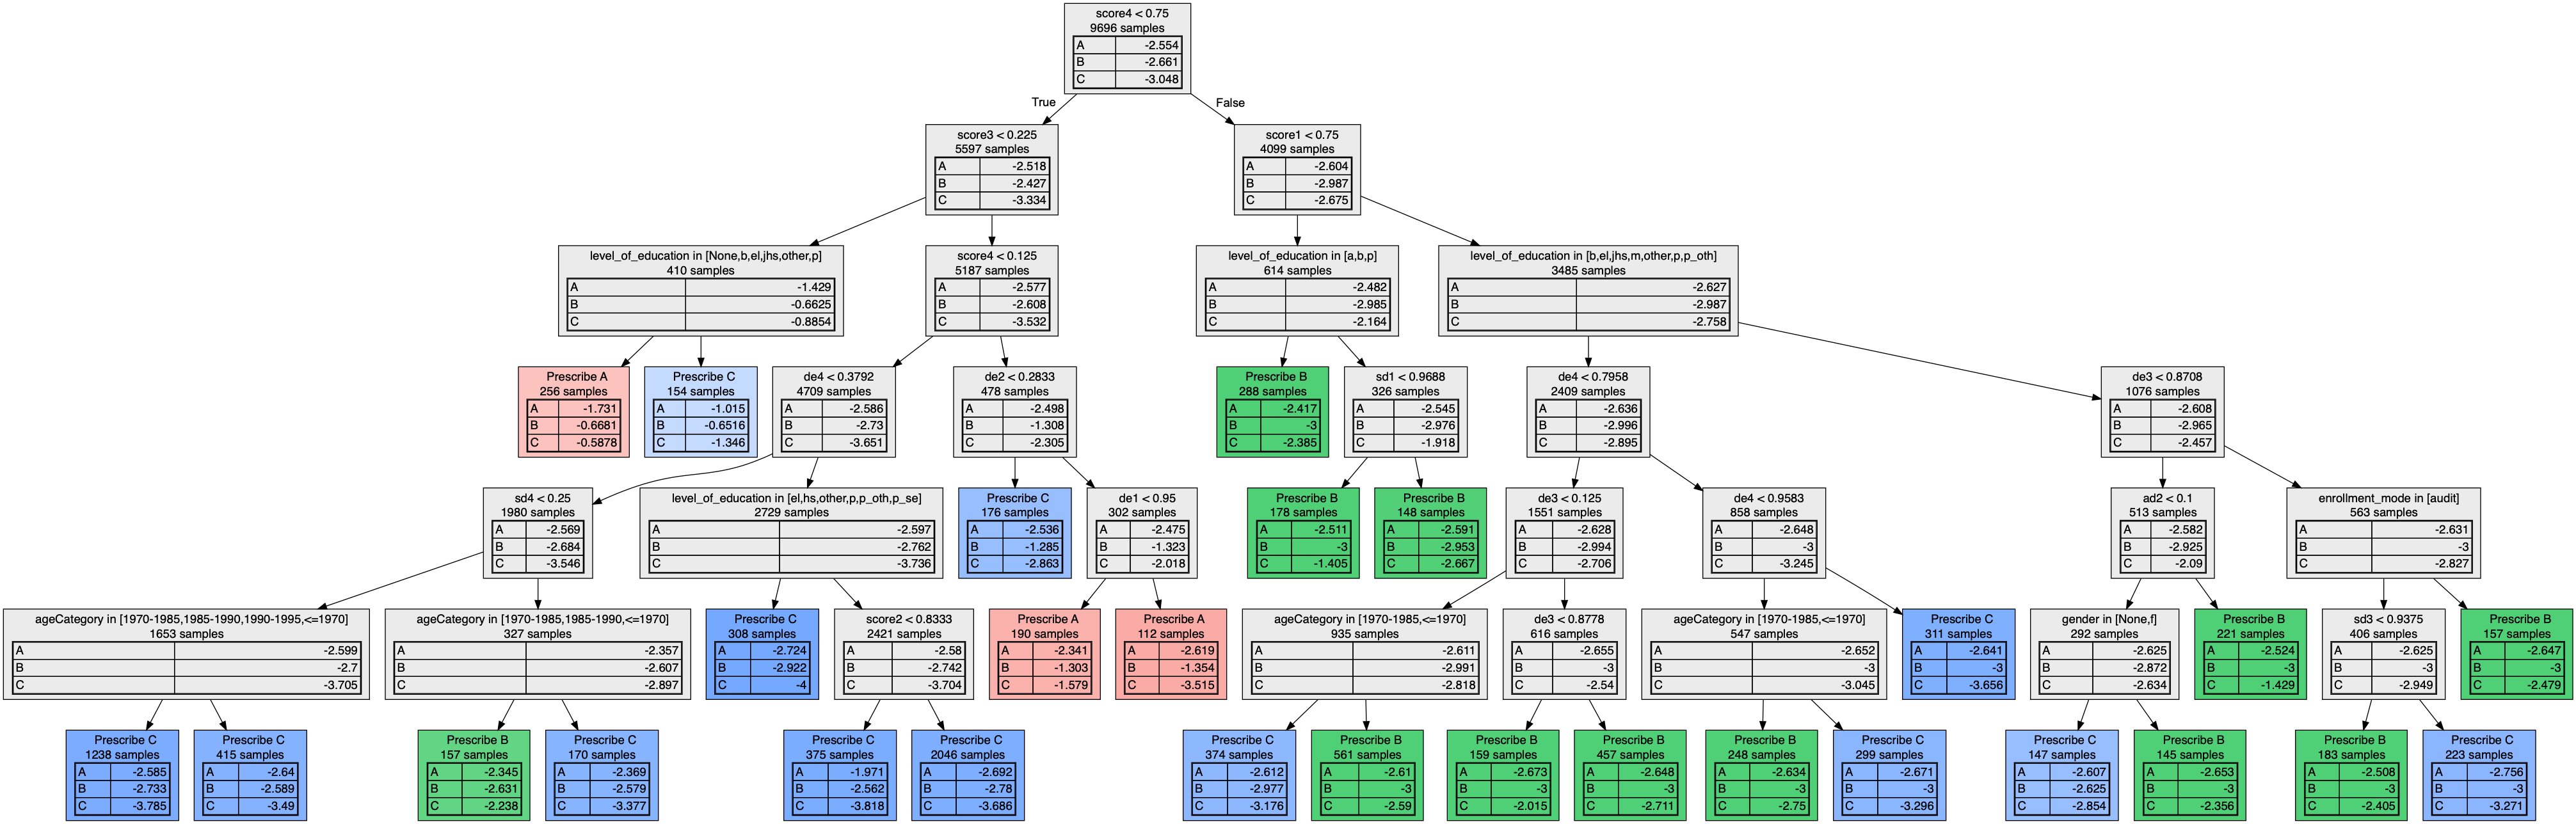 score4 < 0.75
9696 samples
A -2.554
B -2.661
C -3.048
True
False
score3 < 0.225
5597 samples
A -2.518
B -2.427
C -3.334
score1 < 0.75
4099 samples
A -2.604
B -2.987
C -2.675
level_of_education in [None,b,el,jhs,other,p]
410 samples
A -1.429
B -0.6625
C -0.8854
score4 < 0.125
5187 samples
A -2.577
B -2.608
C -3.532
level_of_education in [a,b,p]
614 samples
A -2.482
B -2.985
C -2.164
level_of_education in [b,el,jhs,m,other,p,p_oth]
3485 samples
A -2.627
B -2.987
C -2.758
Prescribe A
256 samples
A -1.731
B -0.6681
C -0.5878
Prescribe C
154 samples
A -1.015
B -0.6516
C -1.346
de4 < 0.3792
4709 samples
A -2.586
B -2.73
C -3.651
de2 < 0.2833
478 samples
A -2.498
B -1.308
C -2.305
Prescribe B
288 samples
A -2.417
B -3
C -2.385
sd1 < 0.9688
326 samples
A -2.545
B -2.976
C -1.918
de4 < 0.7958
2409 samples
A -2.636
B -2.996
C -2.895
de3 < 0.8708
1076 samples
A -2.608
B -2.965
C -2.457
sd4 < 0.25
1980 samples
A -2.569
B -2.684
C -3.546
level_of_education in [el,hs,other,p,p_oth,p_se]
2729 samples
A -2.597
B -2.762
C -3.736
Prescribe C
176 samples
A -2.536
B -1.285
C -2.863
de1 < 0.95
302 samples
A -2.475
B -1.323
C -2.018
Prescribe B
178 samples
A -2.511
B -3
C -1.405
Prescribe B
148 samples
A -2.591
B -2.953
C -2.667
de3 < 0.125
1551 samples
A -2.628
B -2.994
C -2.706
de4 < 0.9583
858 samples
A -2.648
B -3
C -3.245
ad2 < 0.1
513 samples
A -2.582
B -2.925
C -2.09
enrollment_mode in [audit]
563 samples
A -2.631
B -3
C -2.827
ageCategory in [1970-1985,1985-1990,1990-1995,<=1970]
1653 samples
A -2.599
B -2.7
C -3.705
ageCategory in [1970-1985,1985-1990,<=1970]
327 samples
A -2.357
B -2.607
C -2.897
Prescribe C
308 samples
A -2.724
B -2.922
C -4
score2 < 0.8333
2421 samples
A -2.58
B -2.742
C -3.704
Prescribe A
190 samples
A -2.341
B -1.303
C -1.579
Prescribe A
112 samples
A -2.619
B -1.354
C -3.515
ageCategory in [1970-1985,<=1970]
935 samples
A -2.611
B -2.991
C -2.818
de3 < 0.8778
616 samples
A -2.655
B -3
C -2.54
ageCategory in [1970-1985,<=1970]
547 samples
A -2.652
B -3
C -3.045
Prescribe C
311 samples
A -2.641
B -3
C -3.656
gender in [None,f]
292 samples
A -2.625
B -2.872
C -2.634
Prescribe B
221 samples
A -2.524
B -3
C -1.429
sd3 < 0.9375
406 samples
A -2.625
B -3
C -2.949
Prescribe B
157 samples
A -2.647
B -3
C -2.479
Prescribe C
1238 samples
A -2.585
B -2.733
C -3.785
Prescribe C
415 samples
A -2.64
B -2.589
C -3.49
Prescribe B
157 samples
A -2.345
B -2.631
C -2.238
Prescribe C
170 samples
A -2.369
B -2.579
C -3.377
Prescribe C
375 samples
A -1.971
B -2.562
C -3.818
Prescribe C
2046 samples
A -2.692
B -2.78
C -3.686
Prescribe C
374 samples
A -2.612
B -2.977
C -3.176
Prescribe B
561 samples
A -2.61
B -3
C -2.59
Prescribe B
159 samples
A -2.673
B -3
C -2.015
Prescribe B
457 samples
A -2.648
B -3
C -2.711
Prescribe B
248 samples
A -2.634
B -3
C -2.75
Prescribe C
299 samples
A -2.671
B -3
C -3.296
Prescribe C
147 samples
A -2.607
B -2.625
C -2.854
Prescribe B
145 samples
A -2.653
B -3
C -2.356
Prescribe B
183 samples
A -2.508
B -3
C -2.405
Prescribe C
223 samples
A -2.756
B -3
C -3.271